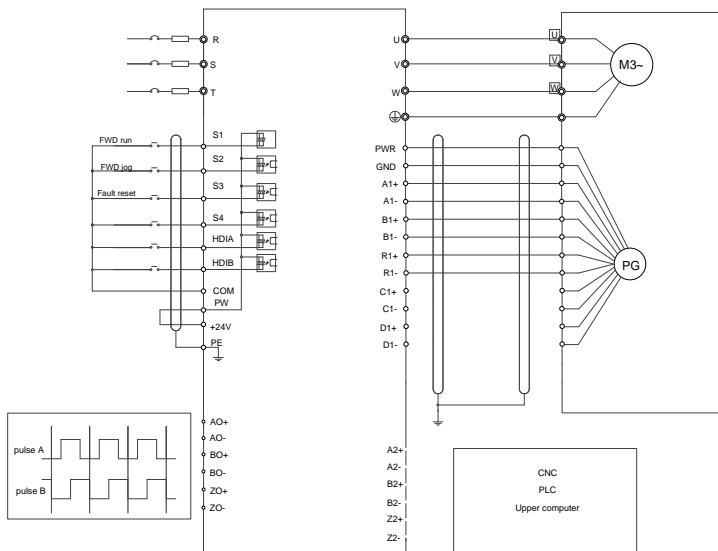 R
S
T
FWD run
FWD jog
Fault reset
S1
S2
S3
S4
HDIA
HDIB
COM
PW
+24V
PE
U
V
W
U
V
W
M3~
PWR
GND
A1+
A1-
B1+
B1-
R1+
R1-
C1+
C1-
D1+
D1-
PG
pulse A
pulse B
AO+
AO-
BO+
BO-
ZO+
ZO-
A2+
A2-
B2+
B2-
Z2+
Z2-
CNC
PLC
Upper computer